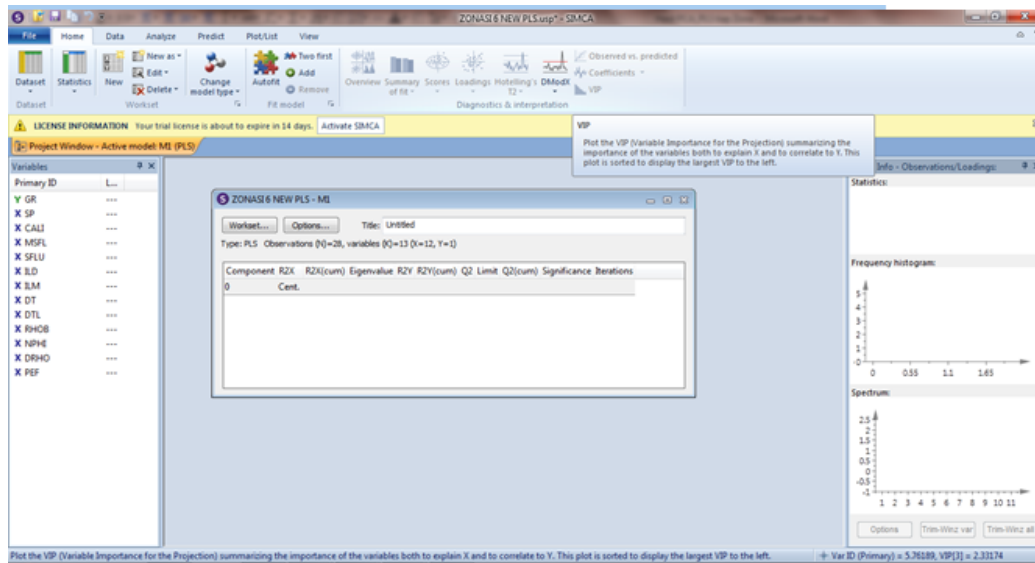 ZONASI 6 NEW PLS.usp* - SIMCA
File Home Data Analyze Predict Plot/List View
Dataset
Statistics
New
New as
Edit
Delete
Change model type
Autofit
Two first
Add
Remove
Overview
Summary of fit
Scores
Loadings
Hotelling's T2
DModX
Observed vs. predicted
Coefficients
VIP
Dataset Workset Fit model Diagnostics & interpretation
LICENSE INFORMATION Your trial license is about to expire in 14 days. Activate SIMCA
VIP
Plot the VIP (Variable Importance for the Projection) summarizing the
importance of the variables both to explain X and to correlate to Y. This
plot is sorted to display the largest VIP to the left.
Project Window - Active model: M1 (PLS)
Variables
Primary ID L...
Y GR ---
X SP ---
X CALI ---
X MSFL ---
X SFLU ---
X ILD ---
X ILM ---
X DT ---
X DTL ---
X RHOB ---
X NPHI ---
X DRHO ---
X PEF ---
ZONASI 6 NEW PLS - M1
Workset... Options... Title: Untitled
Type: PLS Observations (N)=28, variables (K)=13 (X=12, Y=1)
Component R2X R2X(cum) Eigenvalue R2Y R2Y(cum) Q2 Limit Q2(cum) Significance Iterations
0 Cent.
Info - Observations/Loadings:
Statistics:
Frequency histogram:
5
4
3
2
1
-0
0 0.55 1.1 1.65
Spectrum:
2.5
2
1.5
1
0.5
0
-0.5
-1
1 2 3 4 5 6 7 8 9 10 11
Options Trim-Winz var Trim-Winz all
Plot the VIP (Variable Importance for the Projection) summarizing the importance of the variables both to explain X and to correlate to Y. This plot is sorted to display the largest VIP to the left. + Var ID (Primary) = 5.76189, VIP[3] = 2.33174